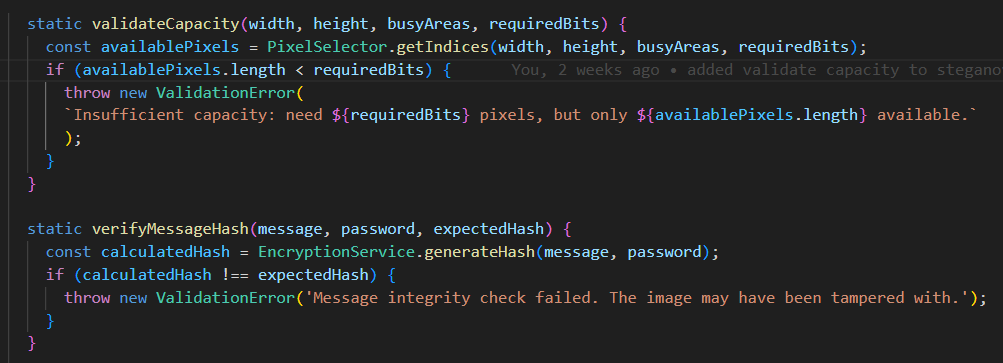 static validateCapacity(width, height, busyAreas, requiredBits) {
const availablePixels = PixelSelector.getIndices(width, height, busyAreas, requiredBits);
if (availablePixels.length < requiredBits) { You, 2 weeks ago • added validate capacity to stegano
throw new ValidationError(
`Insufficient capacity: need ${requiredBits} pixels, but only ${availablePixels.length} available.`
);
}
}
static verifyMessageHash(message, password, expectedHash) {
const calculatedHash = EncryptionService.generateHash(message, password);
if (calculatedHash !== expectedHash) {
throw new ValidationError('Message integrity check failed. The image may have been tampered with.');
}
}